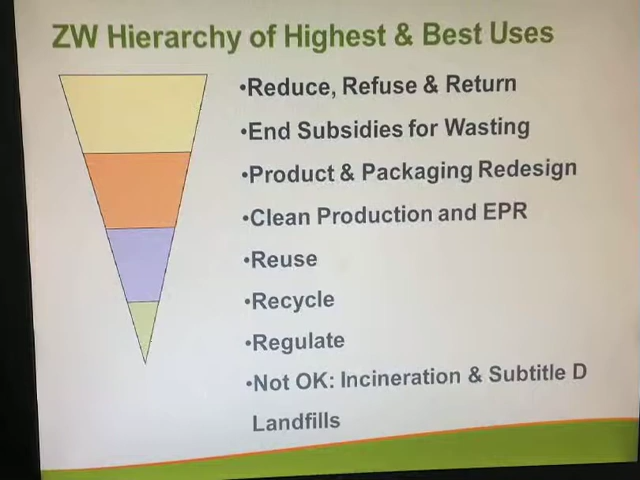 ZW Hierarchy of Highest & Best Uses
•Reduce, Refuse & Return
•End Subsidies for Wasting
•Product & Packaging Redesign
•Clean Production and EPR
•Reuse
•Recycle
•Regulate
•Not OK: Incineration & Subtitle D
Landfills